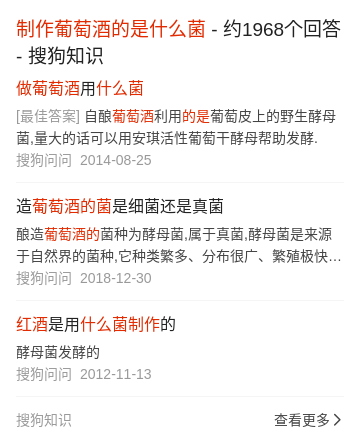 制作葡萄酒的是什么菌 - 约1968个回答
- 搜狗知识
做葡萄酒用什么菌
[最佳答案] 自酿葡萄酒利用的是葡萄皮上的野生酵母
菌,量大的话可以用安琪活性葡萄干酵母帮助发酵.
搜狗问问 2014-08-25
造葡萄酒的菌是细菌还是真菌
酿造葡萄酒的菌种为酵母菌,属于真菌,酵母菌是来源
于自然界的菌种,它种类繁多、分布很广、繁殖极快...
搜狗问问 2018-12-30
红酒是用什么菌制作的
酵母菌发酵的
搜狗问问 2012-11-13
搜狗知识 查看更多